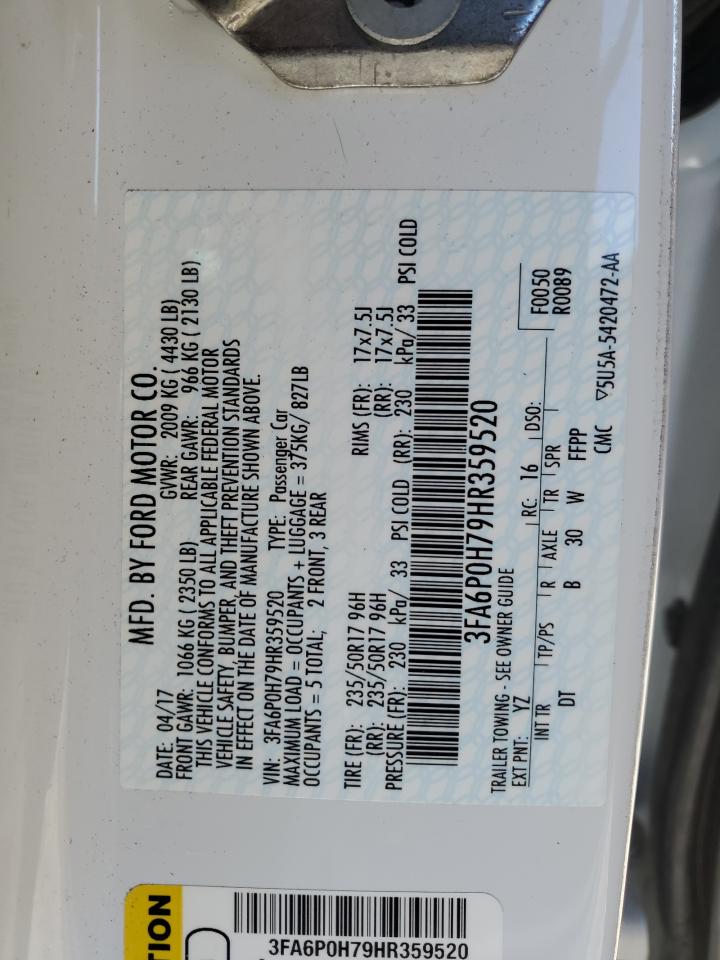 MFD. BY FORD MOTOR CO.
DATE: 04/17 GVWR: 2009 KG ( 4430 LB)
FRONT GAWR: 1066 KG ( 2350 LB) REAR GAWR: 966 KG ( 2130 LB)
THIS VEHICLE CONFORMS TO ALL APPLICABLE FEDERAL MOTOR
VEHICLE SAFETY, BUMPER, AND THEFT PREVENTION STANDARDS
IN EFFECT ON THE DATE OF MANUFACTURE SHOWN ABOVE.
VIN: 3FA6P0H79HR359520 TYPE: Passenger Car
MAXIMUM LOAD = OCCUPANTS + LUGGAGE = 375KG/ 827LB
OCCUPANTS = 5 TOTAL; 2 FRONT, 3 REAR
TIRE (FR): 235/50R17 96H RIMS (FR): 17x7.5J
(RR): 235/50R17 96H (RR): 17x7.5J
PRESSURE (FR): 230 kPa/ 33 PSI COLD (RR): 230 kPa/ 33 PSI COLD
3FA6P0H79HR359520
TRAILER TOWING - SEE OWNER GUIDE
EXT PNT: YZ RC: 16 DSO: F0050
R0089
INT TR TP/PS R AXLE TR SPR
DT B 30 W FFPP
CMC ▽5U5A-5420472-AA
TION
3FA6P0H79HR359520